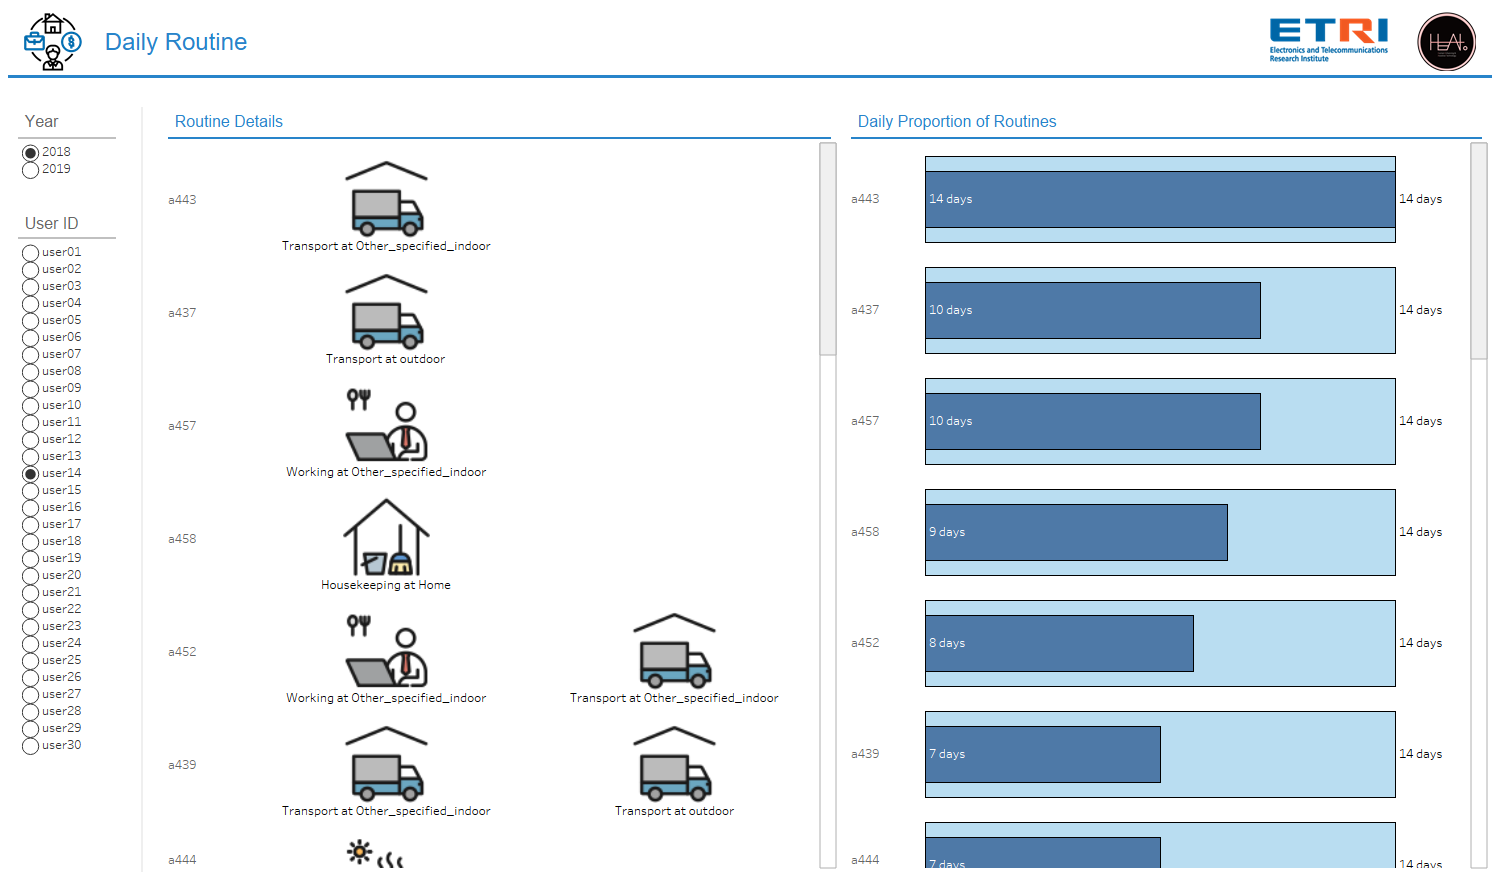 Daily Routine
ETRI
Electronics and Telecommunications
Research Institute
Year
2018
2019
User ID
user01
user02
user03
user04
user05
user06
user07
user08
user09
user10
user11
user12
user13
user14
user15
user16
user17
user18
user19
user20
user21
user22
user23
user24
user25
user26
user27
user28
user29
user30
Routine Details
a443
Transport at Other_specified_indoor
a437
Transport at outdoor
a457
Working at Other_specified_indoor
a458
Housekeeping at Home
a452
Working at Other_specified_indoor
Transport at Other_specified_indoor
a439
Transport at Other_specified_indoor
Transport at outdoor
a444
Daily Proportion of Routines
a443
14 days
14 days
a437
10 days
14 days
a457
10 days
14 days
a458
9 days
14 days
a452
8 days
14 days
a439
7 days
14 days
a444
7 days
14 days